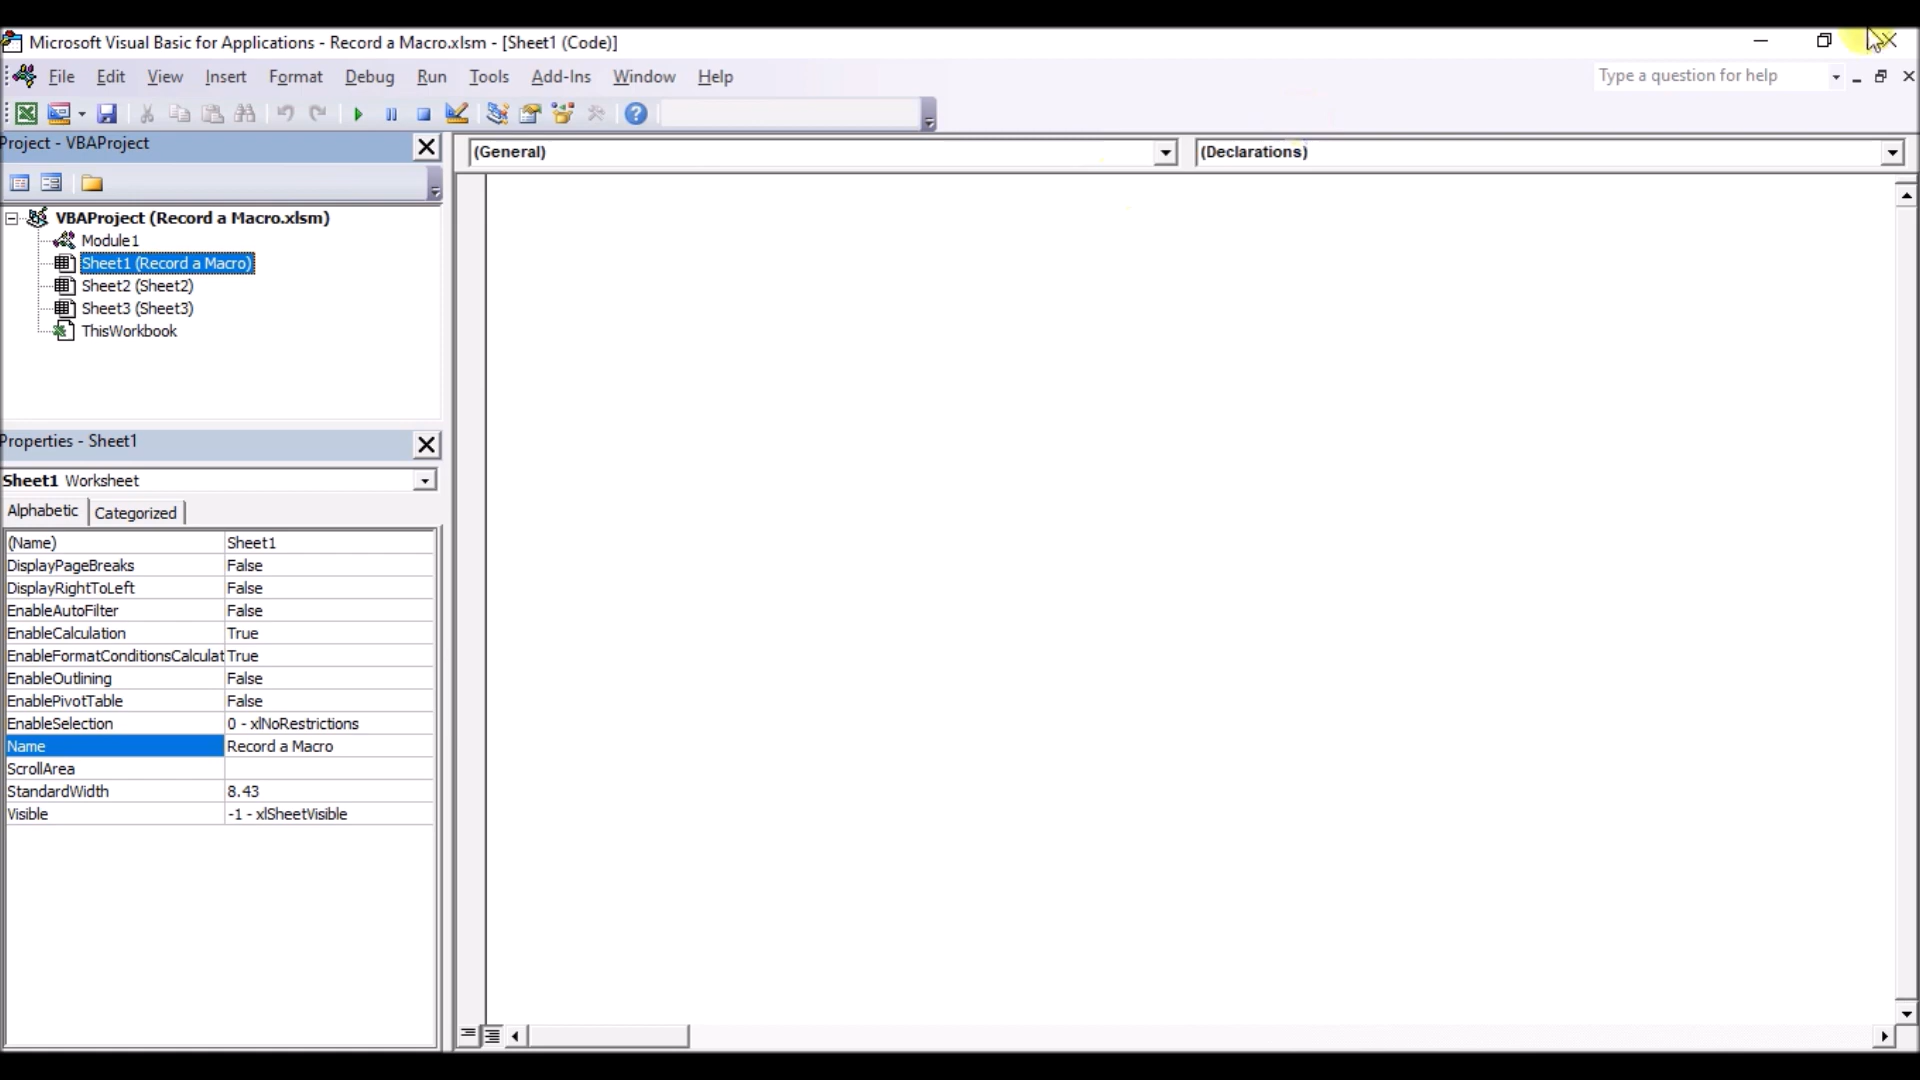 Microsoft Visual Basic for Applications - Record a Macro.xlsm - [Sheet1 (Code)]
File Edit View Insert Format Debug Run Tools Add-Ins Window Help
Type a question for help
Project - VBAProject
(General)
(Declarations)
VBAProject (Record a Macro.xlsm)
Module1
Sheet1 (Record a Macro)
Sheet2 (Sheet2)
Sheet3 (Sheet3)
ThisWorkbook
Properties - Sheet1
Sheet1 Worksheet
Alphabetic Categorized
(Name) Sheet1
DisplayPageBreaks False
DisplayRightToLeft False
EnableAutoFilter False
EnableCalculation True
EnableFormatConditionsCalculat True
EnableOutlining False
EnablePivotTable False
EnableSelection 0 - xlNoRestrictions
Name Record a Macro
ScrollArea
StandardWidth 8.43
Visible -1 - xlSheetVisible